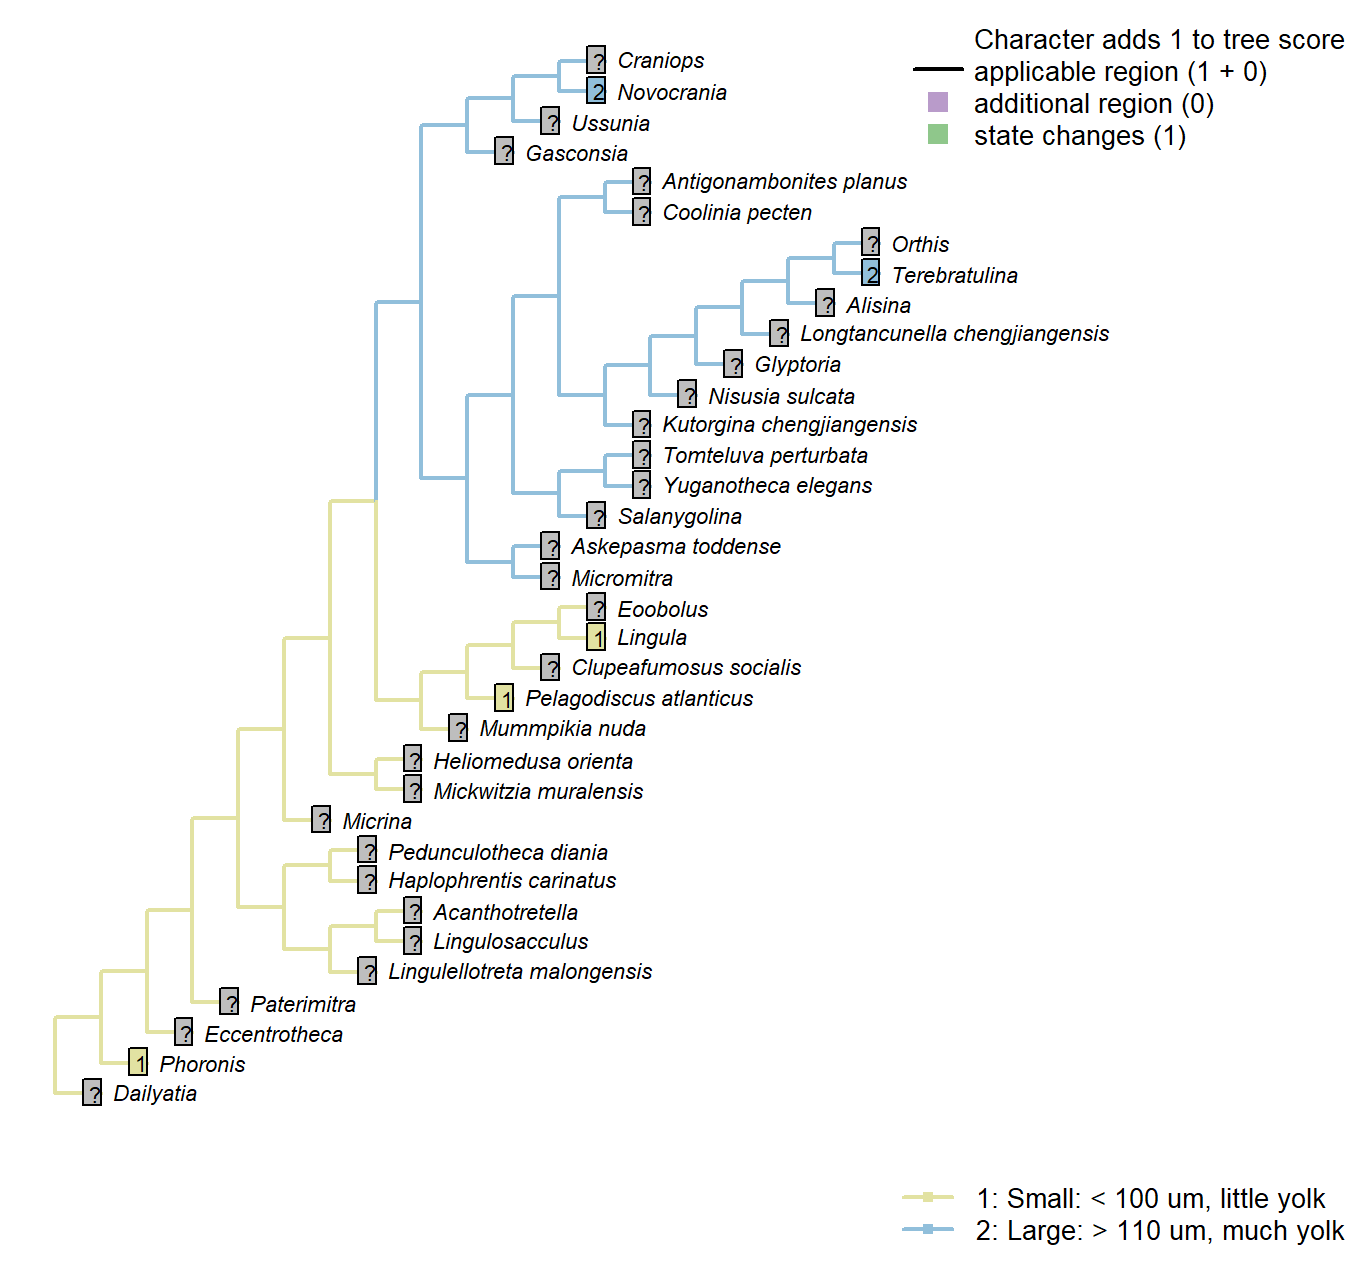 Character adds 1 to tree score
applicable region (1 + 0)
additional region (0)
state changes (1)
? Craniops
2 Novocrania
? Ussunia
? Gasconsia
? Antigonambonites planus
? Coolinia pecten
? Orthis
2 Terebratulina
? Alisina
? Longtancunella chengjiangensis
? Glyptoria
? Nisusia sulcata
? Kutorgina chengjiangensis
? Tomteluva perturbata
? Yuganotheca elegans
? Salanygolina
? Askepasma toddense
? Micromitra
? Eoobolus
1 Lingula
? Clupeafumosus socialis
1 Pelagodiscus atlanticus
? Mummpikia nuda
? Heliomedusa orienta
? Mickwitzia muralensis
? Micrina
? Pedunculotheca diania
? Haplophrentis carinatus
? Acanthotretella
? Lingulosacculus
? Lingulellotreta malongensis
? Paterimitra
? Eccentrotheca
1 Phoronis
? Dailyatia
1: Small: < 100 um, little yolk
2: Large: > 110 um, much yolk